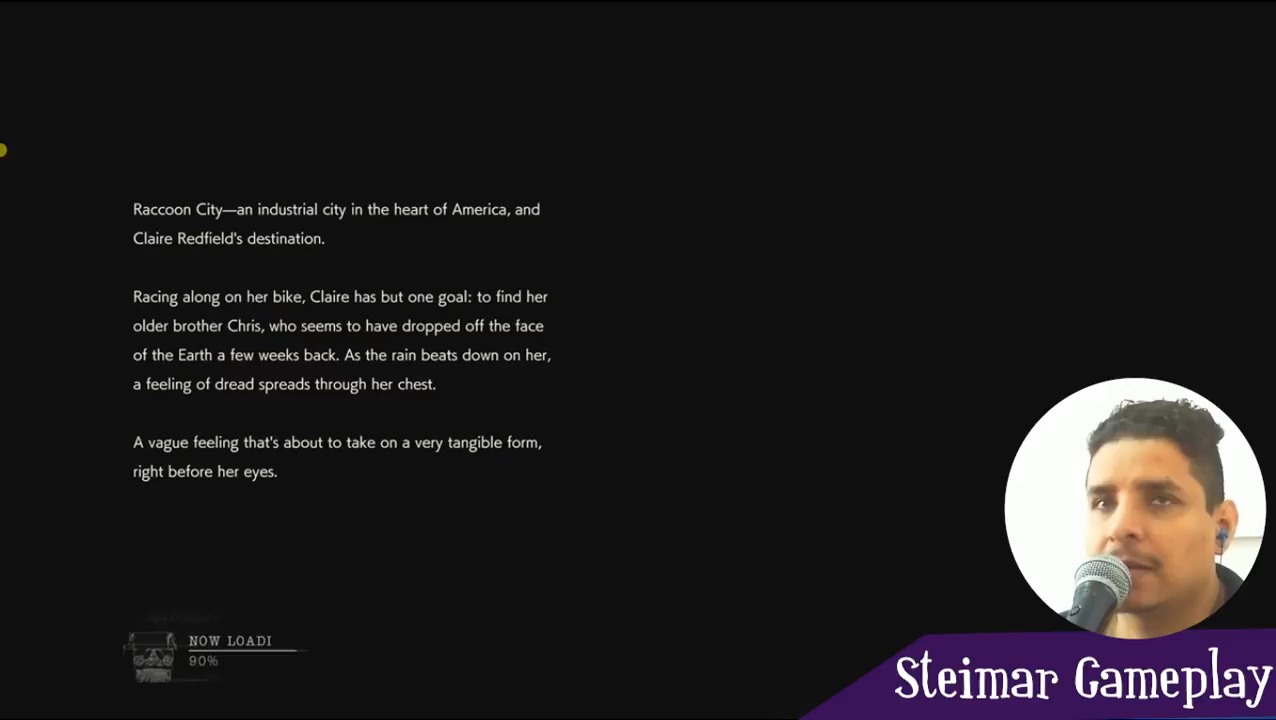 Raccoon City—an industrial city in the heart of America, and
Claire Redfield's destination.
Racing along on her bike, Claire has but one goal: to find her
older brother Chris, who seems to have dropped off the face
of the Earth a few weeks back. As the rain beats down on her,
a feeling of dread spreads through her chest.
A vague feeling that's about to take on a very tangible form,
right before her eyes.
NOW LOADI
90%
Steimar Gameplay